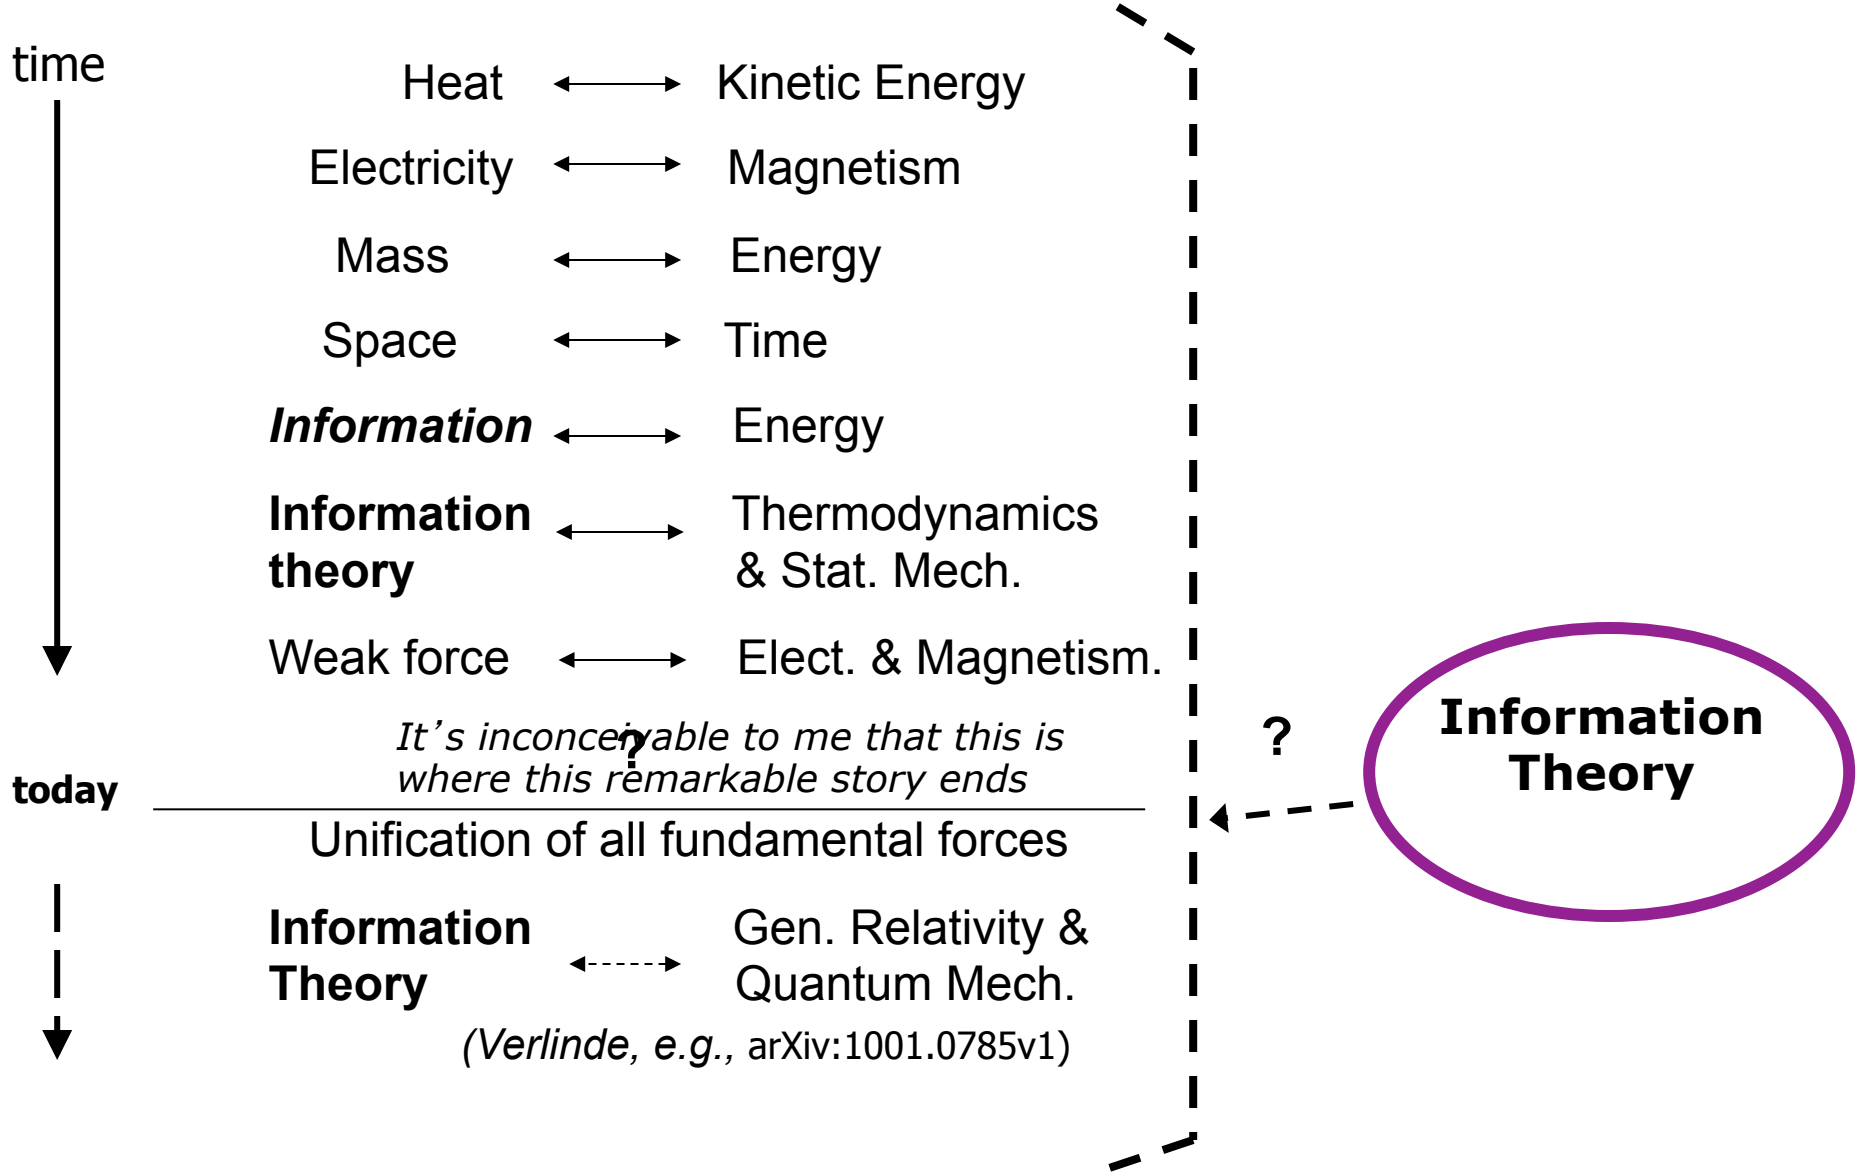 time
Heat Kinetic Energy
Electricity Magnetism
Mass Energy
Space Time
Information Energy
Information Thermodynamics
theory & Stat. Mech.
Weak force Elect. & Magnetism.
It’s inconceivable to me that this is
?
where this remarkable story ends
today
Unification of all fundamental forces
Information Gen. Relativity &
Theory Quantum Mech.
(Verlinde, e.g., arXiv:1001.0785v1)
?
Information
Theory